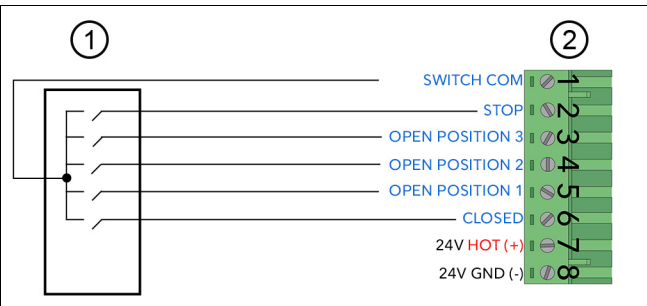 1
2
SWITCH COM 1
STOP 2
OPEN POSITION 3 3
OPEN POSITION 2 4
OPEN POSITION 1 5
CLOSED 6
24V HOT (+) 7
24V GND (-) 8